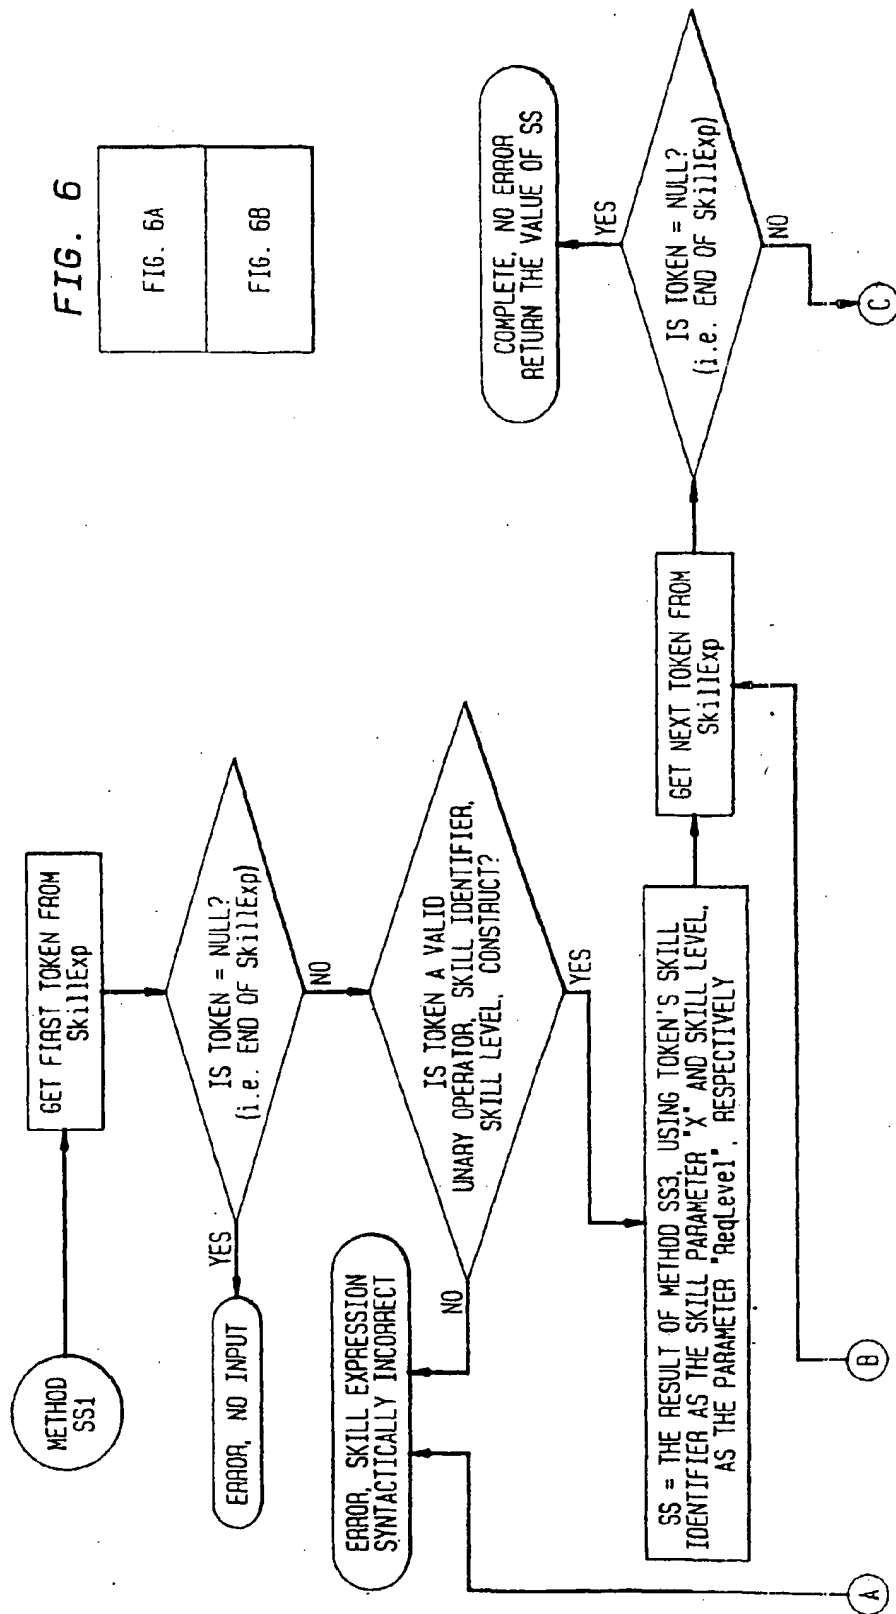 FIG. 6
FIG. 6A
FIG. 6B
METHOD
SS1
GET FIRST TOKEN FROM
SkillExp
IS TOKEN = NULL?
(i.e. END OF SkillExp)
YES
NO
ERROR, NO INPUT
IS TOKEN A VALID
UNARY OPERATOR, SKILL IDENTIFIER,
SKILL LEVEL, CONSTRUCT?
NO
YES
ERROR, SKILL EXPRESSION
SYNTACTICALLY INCORRECT
SS = THE RESULT OF METHOD SS3, USING TOKEN'S SKILL
IDENTIFIER AS THE SKILL PARAMETER "X" AND SKILL LEVEL,
AS THE PARAMETER "ReqLevel", RESPECTIVELY
GET NEXT TOKEN FROM
SkillExp
IS TOKEN = NULL?
(i.e. END OF SkillExp)
YES
NO
COMPLETE, NO ERROR
RETURN THE VALUE OF SS
A
B
C